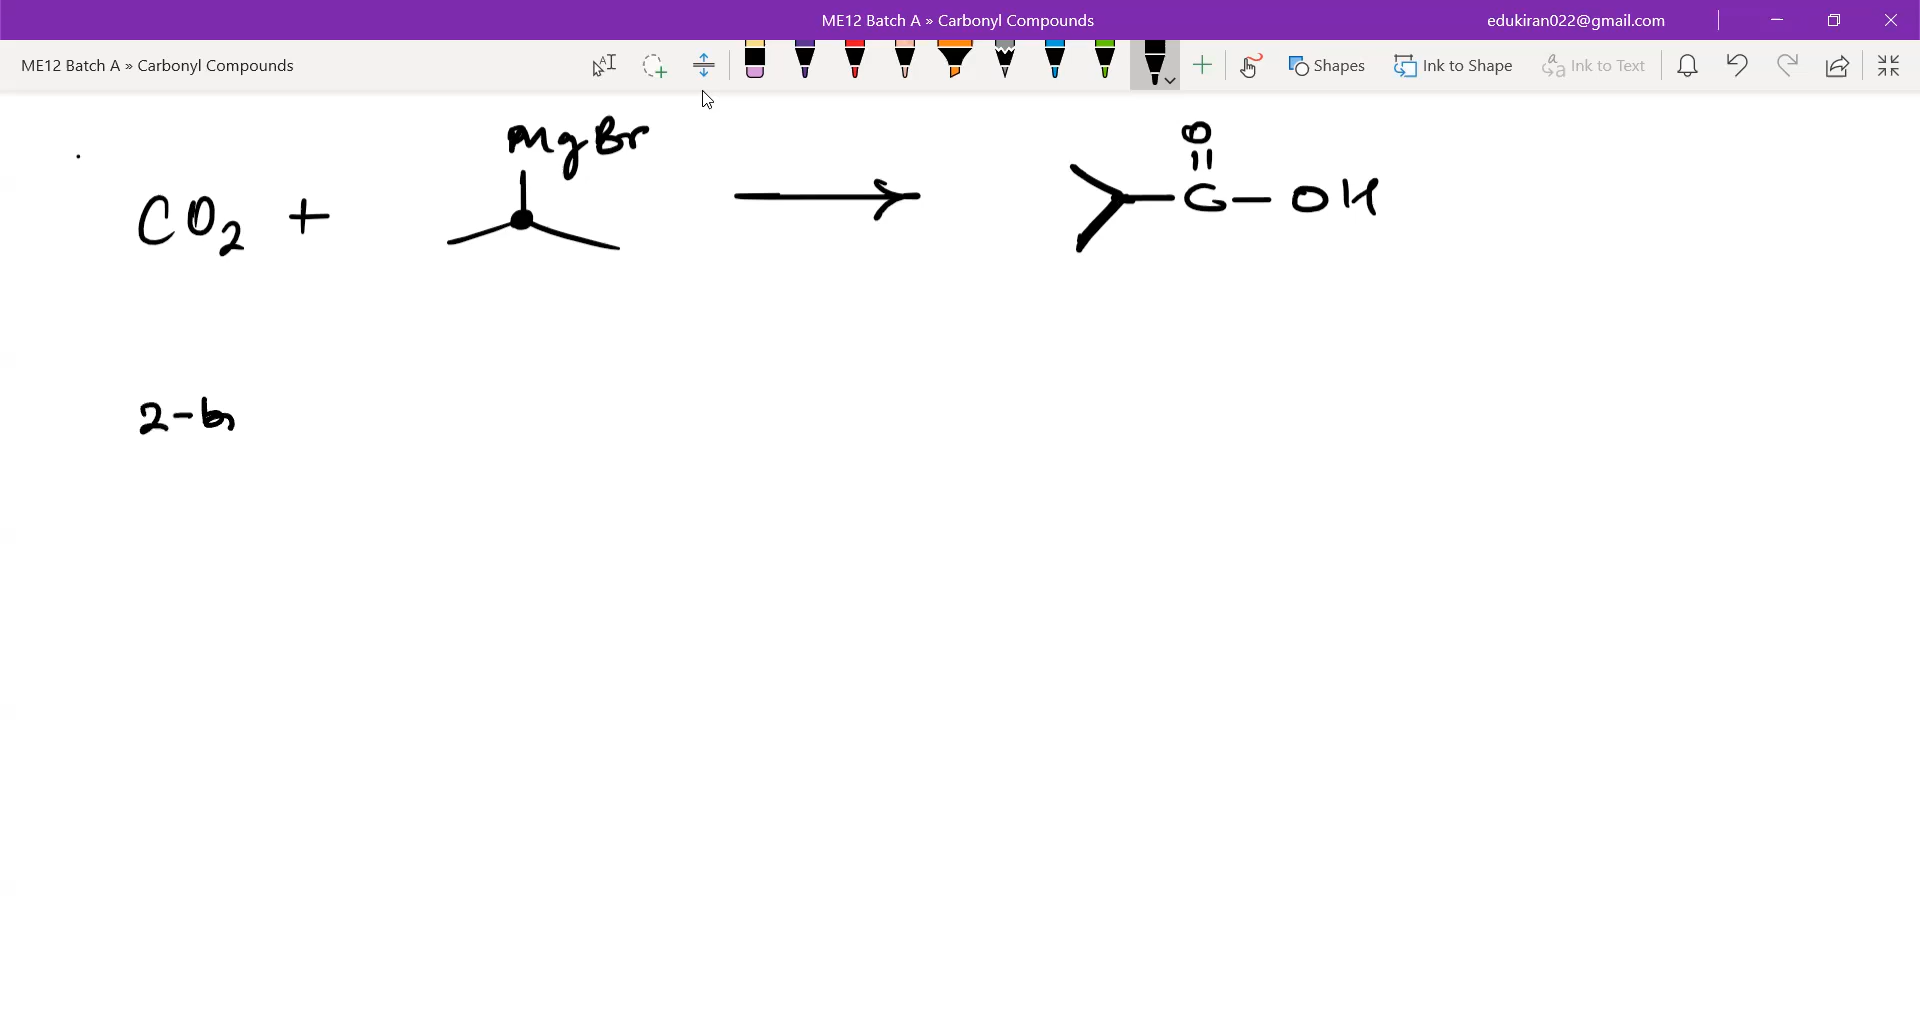 ME12 Batch A » Carbonyl Compounds
edukiran022@gmail.com
ME12 Batch A » Carbonyl Compounds
Shapes
Ink to Shape
Ink to Text
MgBr
O
CO2 +
C - OH
2-br